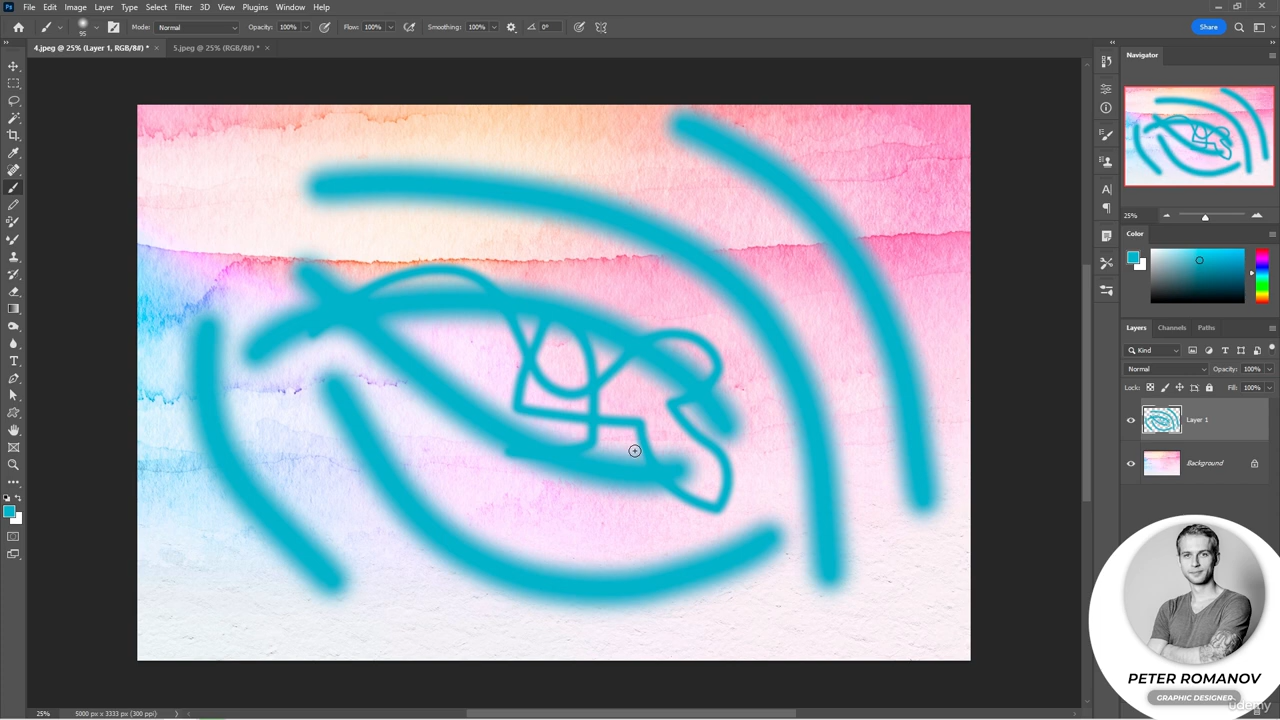 Ps File Edit Image Layer Type Select Filter 3D View Plugins Window Help
95 Mode: Normal Opacity: 100% Flow: 100% Smoothing: 100% 0° Share
4.jpeg @ 25% (Layer 1, RGB/8#) * × 5.jpeg @ 25% (RGB/8#) * ×
Navigator
25%
Color
Layers Channels Paths
Kind
Normal Opacity: 100%
Lock: Fill: 100%
Layer 1
Background
PETER ROMANOV
GRAPHIC DESIGNER
udemy
25% 5000 px x 3333 px (300 ppi)